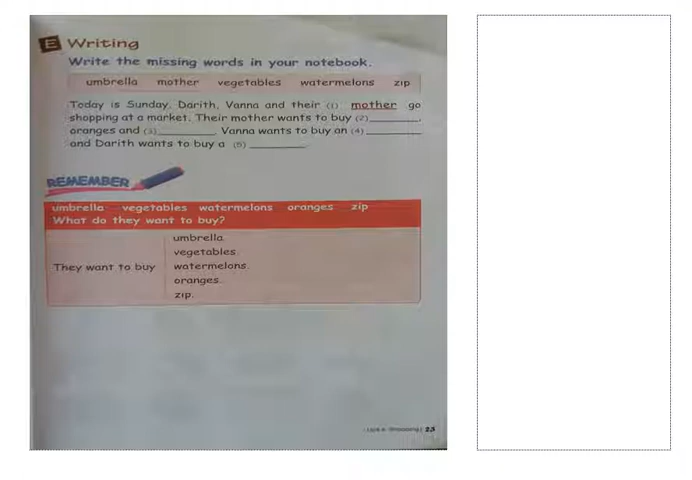 E Writing
Write the missing words in your notebook.
umbrella mother vegetables watermelons zip
Today is Sunday. Darith, Vanna and their (1) mother go
shopping at a market. Their mother wants to buy (2)________,
oranges and (3)________. Vanna wants to buy an (4)________
and Darith wants to buy a (5)________
REMEMBER
umbrella vegetables watermelons oranges zip
What do they want to buy?
They want to buy
umbrella.
vegetables.
watermelons.
oranges.
zip.
Shopping 23